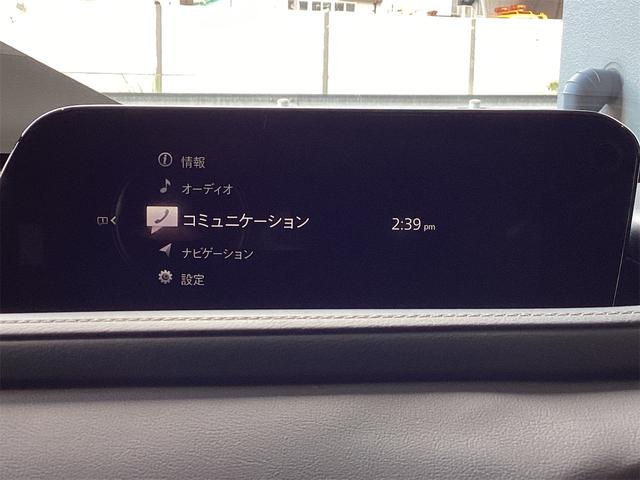 情報
オーディオ
コミュニケーション
2:39 pm
ナビゲーション
設定